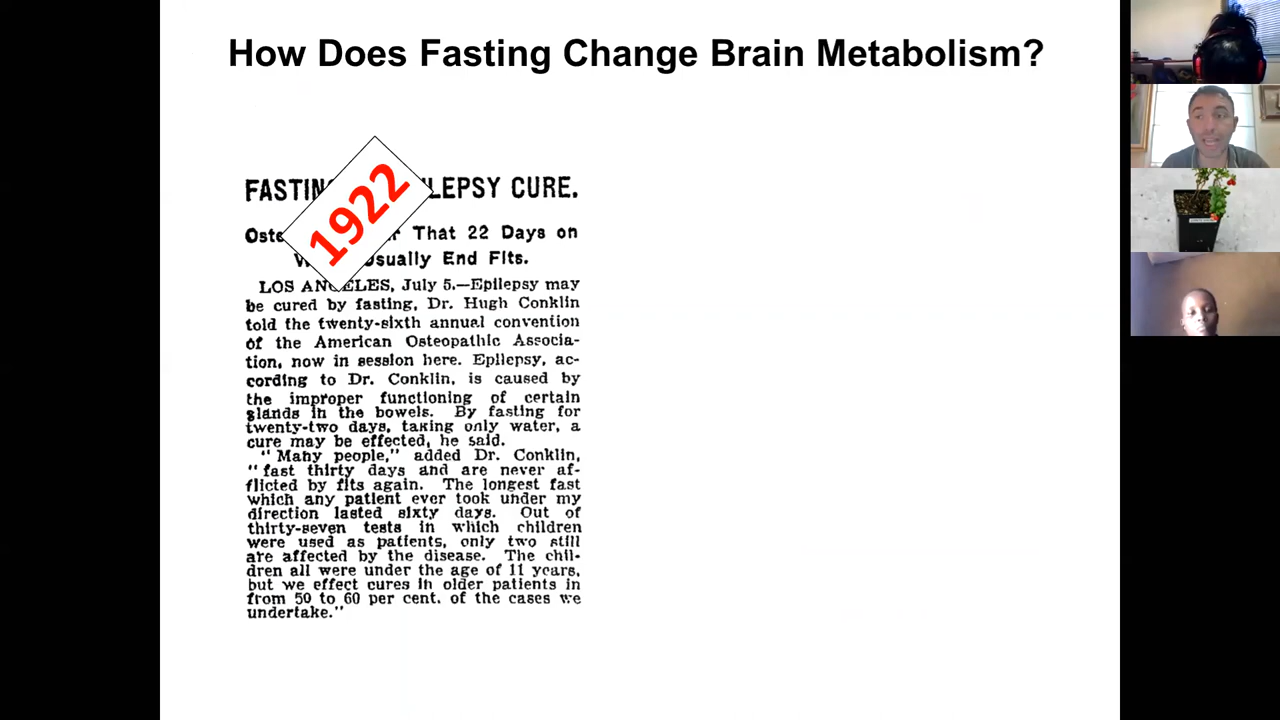 How Does Fasting Change Brain Metabolism?
1922
FASTIN ILEPSY CURE.
Oste r That 22 Days on
W Usually End Fits.
LOS ANGELES, July 5.—Epilepsy may
be cured by fasting, Dr. Hugh Conklin
told the twenty-sixth annual convention
of the American Osteopathic Associa-
tion, now in session here. Epilepsy, ac-
cording to Dr. Conklin, is caused by
the improper functioning of certain
glands in the bowels. By fasting for
twenty-two days, taking only water, a
cure may be effected, he said.
"Many people," added Dr. Conklin,
"fast thirty days and are never af-
flicted by fits again. The longest fast
which any patient ever took under my
direction lasted sixty days. Out of
thirty-seven tests in which children
were used as patients, only two still
are affected by the disease. The chil-
dren all were under the age of 11 years,
but we effect cures in older patients in
from 50 to 60 per cent. of the cases we
undertake."